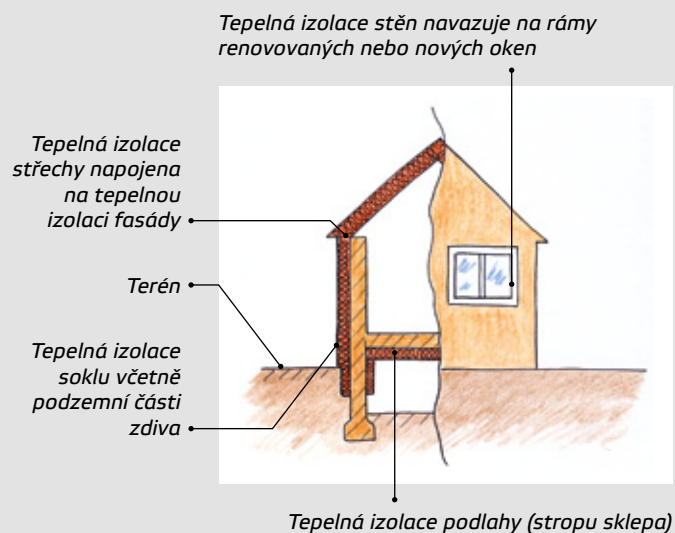 Tepelná izolace stěn navazuje na rámy
renovovaných nebo nových oken
Tepelná izolace
střechy napojena
na tepelnou
izolaci fasády
Terén
Tepelná izolace
soklu včetně
podzemní části
zdiva
Tepelná izolace podlahy (stropu sklepa)